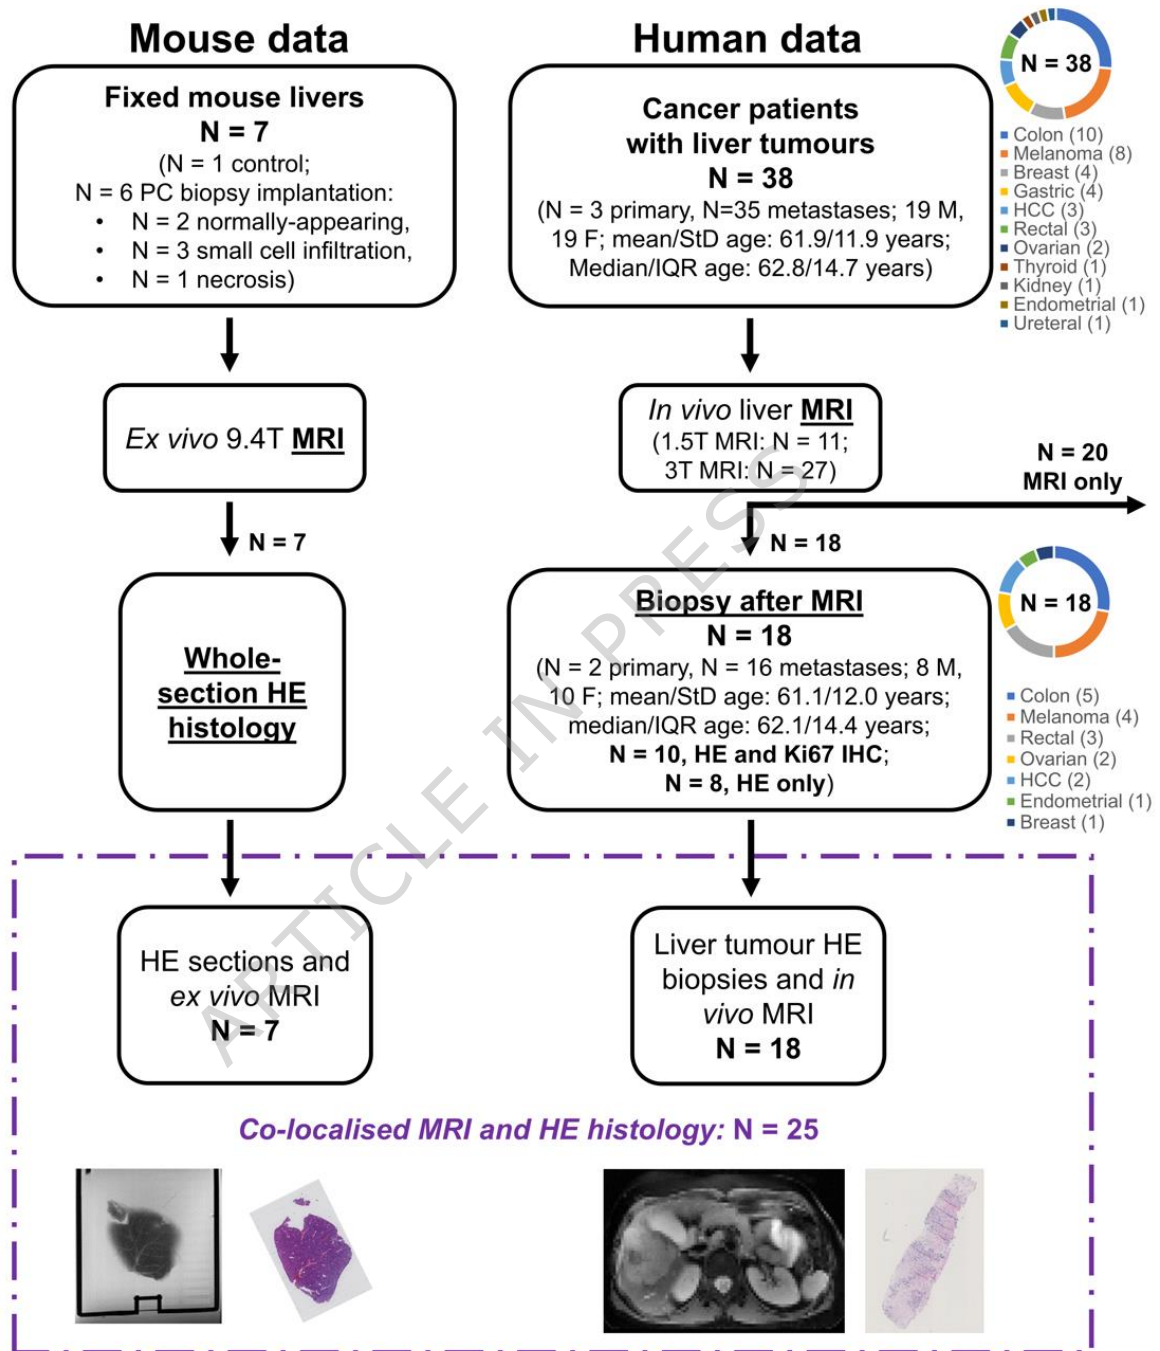 Mouse data
Fixed mouse livers
N = 7
(N = 1 control;
N = 6 PC biopsy implantation:
• N = 2 normally-appearing,
• N = 3 small cell infiltration,
• N = 1 necrosis)
Ex vivo 9.4T MRI
N = 7
Whole-
section HE
histology
HE sections and
ex vivo MRI
N = 7
Human data
Cancer patients
with liver tumours
N = 38
(N = 3 primary, N=35 metastases; 19 M,
19 F; mean/StD age: 61.9/11.9 years;
Median/IQR age: 62.8/14.7 years)
N = 38
Colon (10)
Melanoma (8)
Breast (4)
Gastric (4)
HCC (3)
Rectal (3)
Ovarian (2)
Thyroid (1)
Kidney (1)
Endometrial (1)
Ureteral (1)
In vivo liver MRI
(1.5T MRI: N = 11;
3T MRI: N = 27)
N = 20
MRI only
N = 18
Biopsy after MRI
N = 18
(N = 2 primary, N = 16 metastases; 8 M,
10 F; mean/StD age: 61.1/12.0 years;
median/IQR age: 62.1/14.4 years;
N = 10, HE and Ki67 IHC;
N = 8, HE only)
N = 18
Colon (5)
Melanoma (4)
Rectal (3)
Ovarian (2)
HCC (2)
Endometrial (1)
Breast (1)
Liver tumour HE
biopsies and in
vivo MRI
N = 18
Co-localised MRI and HE histology: N = 25
ARTICLE IN PRESS